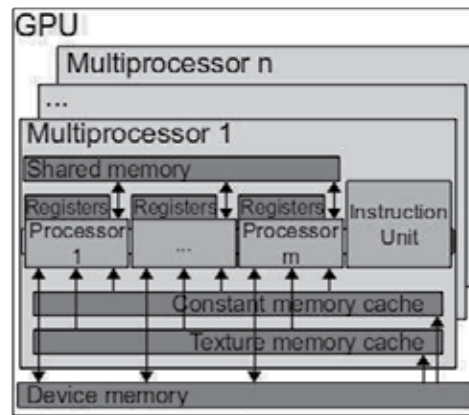 GPU
Multiprocessor n
...
Multiprocessor 1
Shared memory
Registers Registers Registers
Processor 1 ... Processor m
Instruction Unit
Constant memory cache
Texture memory cache
Device memory